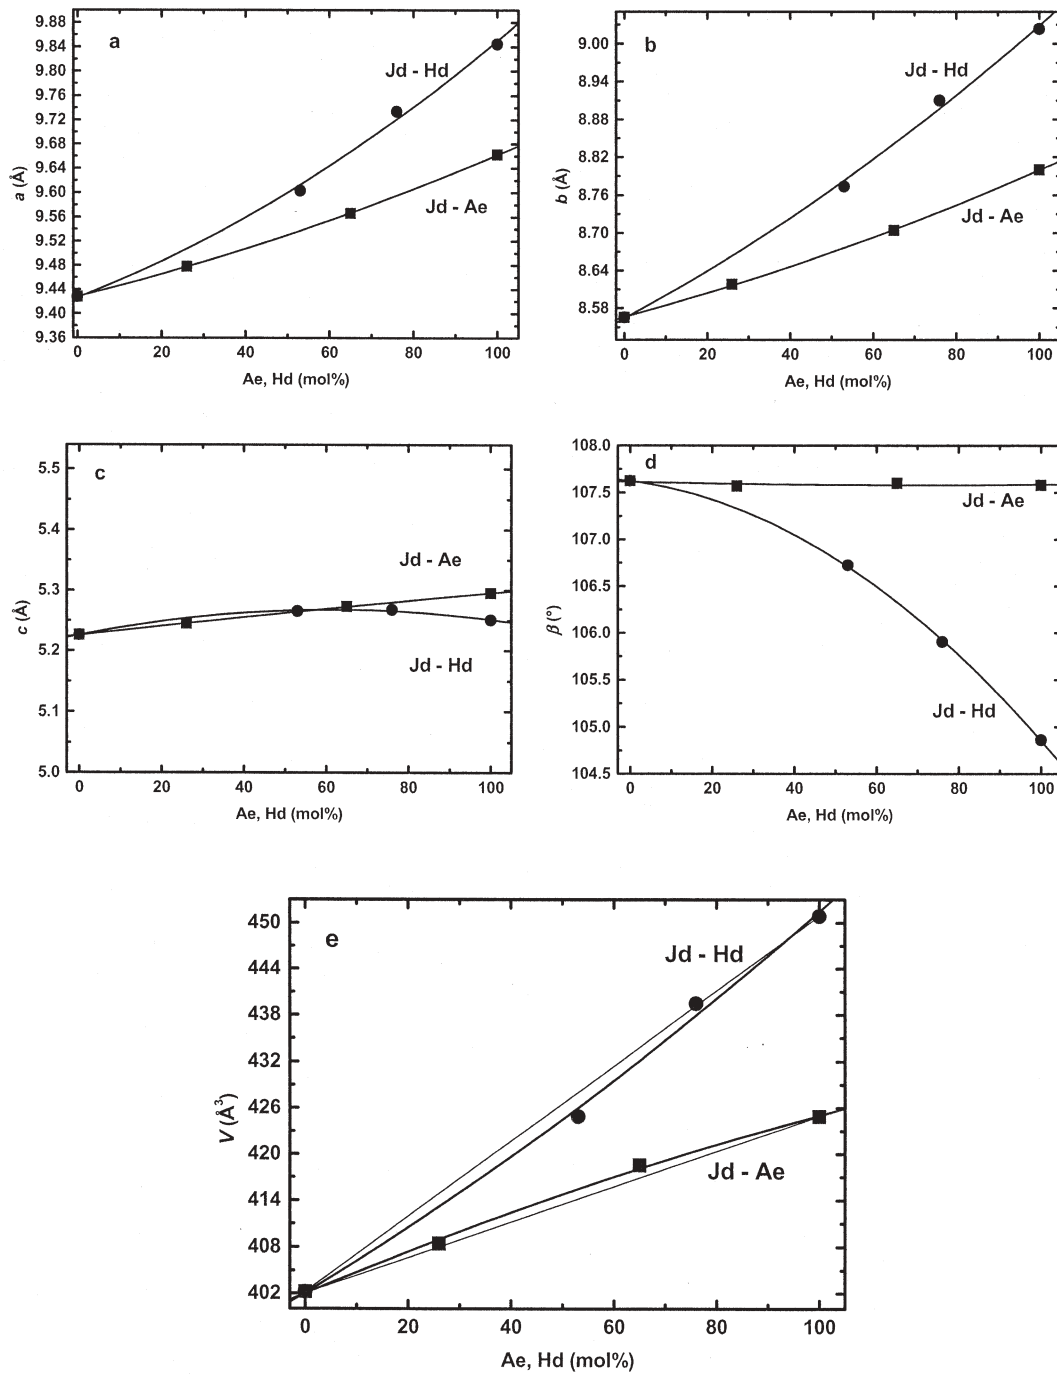 a
9.88
9.84
9.80
9.76
9.72
9.68
9.64
9.60
9.56
9.52
9.48
9.44
9.40
9.36
a (Å)
Jd - Hd
Jd - Ae
0 20 40 60 80 100
Ae, Hd (mol%)
b
9.00
8.94
8.88
8.82
8.76
8.70
8.64
8.58
b (Å)
Jd - Hd
Jd - Ae
0 20 40 60 80 100
Ae, Hd (mol%)
c
5.5
5.4
5.3
5.2
5.1
5.0
c (Å)
Jd - Ae
Jd - Hd
0 20 40 60 80 100
Ae, Hd (mol%)
d
108.0
107.5
107.0
106.5
106.0
105.5
105.0
104.5
β (°)
Jd - Ae
Jd - Hd
0 20 40 60 80 100
Ae, Hd (mol%)
e
450
444
438
432
426
420
414
408
402
V (Å³)
Jd - Hd
Jd - Ae
0 20 40 60 80 100
Ae, Hd (mol%)